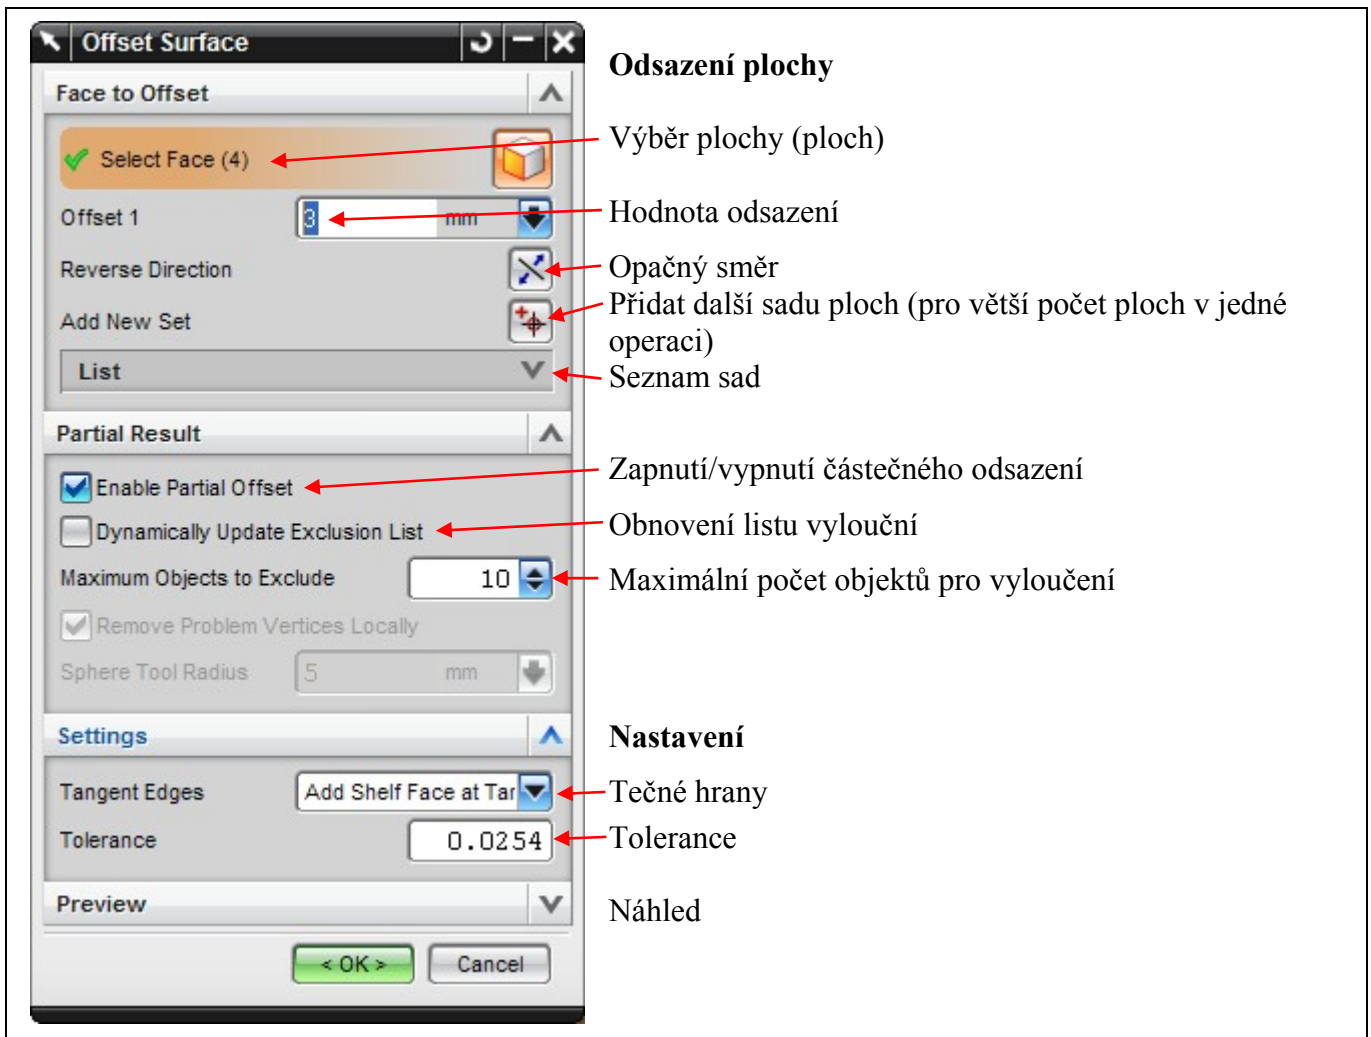 Offset Surface
Odsazení plochy
Face to Offset
Select Face (4)
Výběr plochy (ploch)
Offset 1
3
mm
Hodnota odsazení
Reverse Direction
Opačný směr
Add New Set
Přidat další sadu ploch (pro větší počet ploch v jedné
operaci)
List
Seznam sad
Partial Result
Enable Partial Offset
Zapnutí/vypnutí částečného odsazení
Dynamically Update Exclusion List
Obnovení listu vylouční
Maximum Objects to Exclude
10
Maximální počet objektů pro vyloučení
Remove Problem Vertices Locally
Sphere Tool Radius
5
mm
Settings
Nastavení
Tangent Edges
Add Shelf Face at Tar
Tečné hrany
Tolerance
0.0254
Tolerance
Preview
Náhled
< OK >
Cancel